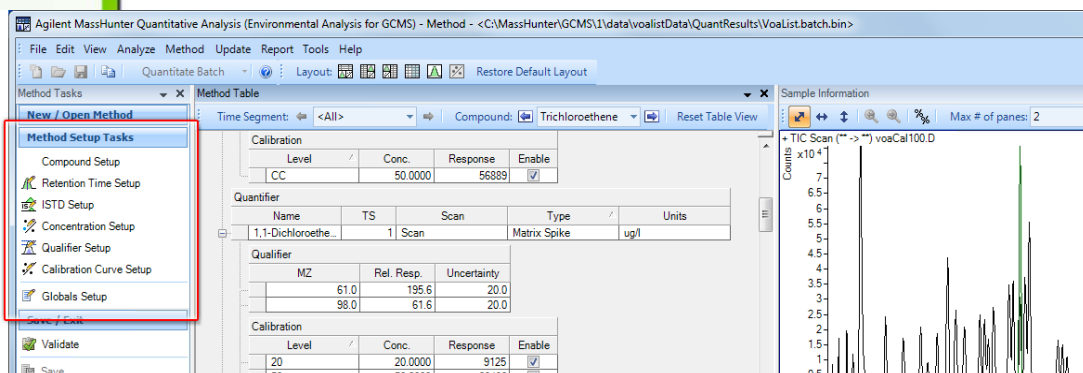 Agilent MassHunter Quantitative Analysis (Environmental Analysis for GCMS) - Method - <C:\MassHunter\GCMS\1\data\voalistData\QuantResults\VoaList.batch.bin>
File Edit View Analyze Method Update Report Tools Help
Quantitate Batch Layout: Restore Default Layout
Method Tasks
New / Open Method
Method Setup Tasks
Compound Setup
Retention Time Setup
ISTD Setup
Concentration Setup
Qualifier Setup
Calibration Curve Setup
Globals Setup
Save / Exit
Validate
Save
Method Table
Time Segment: <All> Compound: Trichloroethene Reset Table View
Calibration
Level Conc. Response Enable
CC 50.0000 56889
Quantifier
Name TS Scan Type Units
1,1-Dichloroethe... 1 Scan Matrix Spike ug/l
Qualifier
MZ Rel. Resp. Uncertainty
61.0 195.6 20.0
98.0 61.6 20.0
Calibration
Level Conc. Response Enable
20 20.0000 9125
Sample Information
Max # of panes: 2
+ TIC Scan (** -> **) voaCal100.D
Counts
x10 4
7-
6.5-
6-
5.5-
5-
4.5-
4-
3.5-
3-
2.5-
2-
1.5-
1-
0.5-